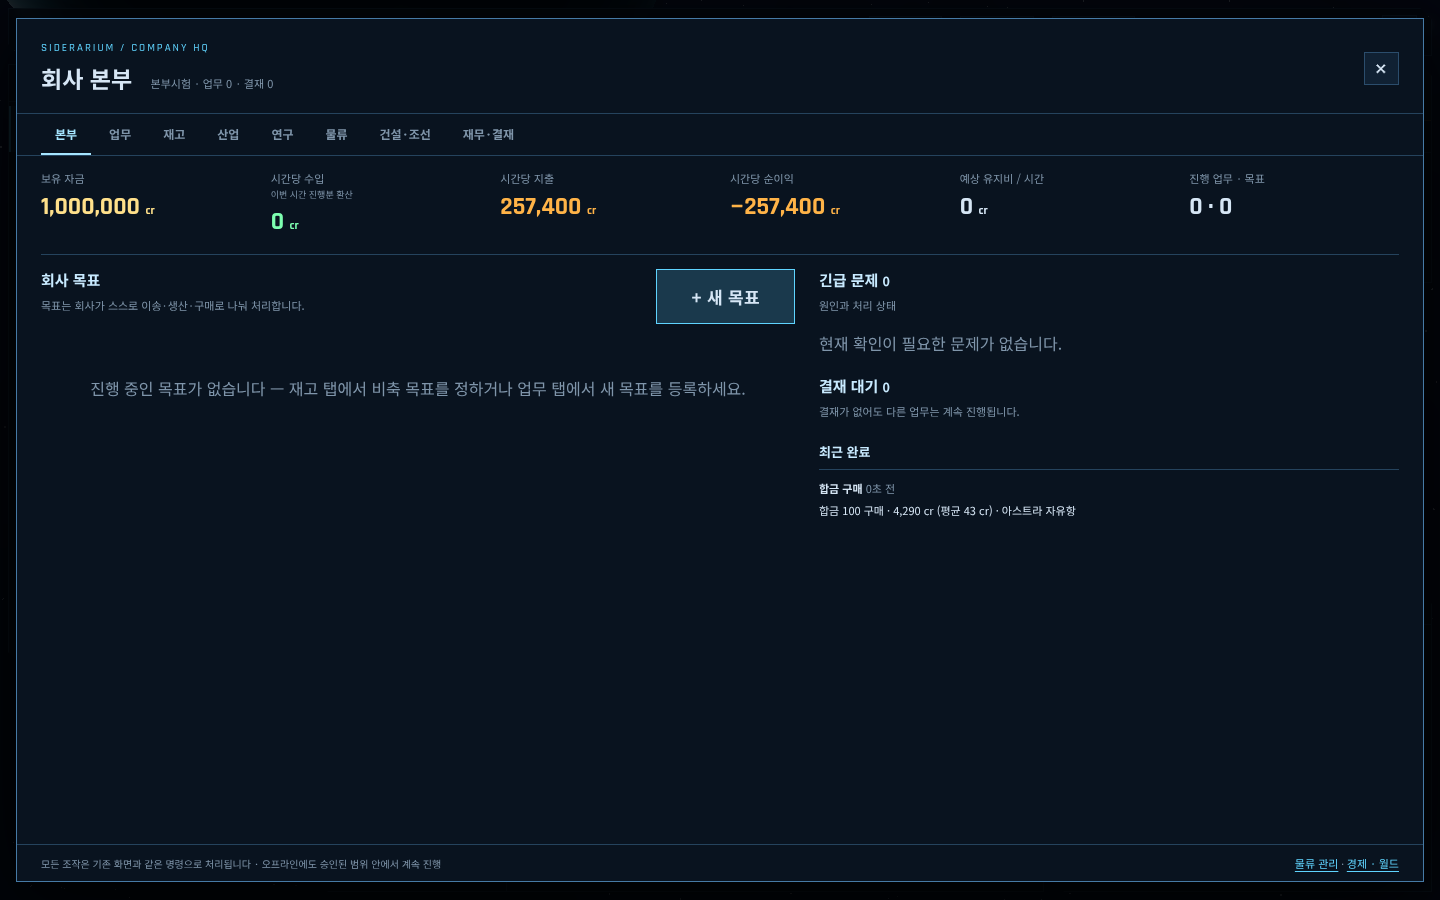 SIDERARIUM / COMPANY HQ
회사 본부 본부시험 · 업무 0 · 결재 0
×
본부 업무 재고 산업 연구 물류 건설·조선 재무·결재
보유 자금
1,000,000 cr
시간당 수입
이번 시간 진행분 환산
0 cr
시간당 지출
257,400 cr
시간당 순이익
−257,400 cr
예상 유지비 / 시간
0 cr
진행 업무 · 목표
0 · 0
회사 목표
목표는 회사가 스스로 이송·생산·구매로 나눠 처리합니다.
+ 새 목표
진행 중인 목표가 없습니다 — 재고 탭에서 비축 목표를 정하거나 업무 탭에서 새 목표를 등록하세요.
긴급 문제 0
원인과 처리 상태
현재 확인이 필요한 문제가 없습니다.
결재 대기 0
결재가 없어도 다른 업무는 계속 진행됩니다.
최근 완료
합금 구매 0초 전
합금 100 구매 · 4,290 cr (평균 43 cr) · 아스트라 자유항
모든 조작은 기존 화면과 같은 명령으로 처리됩니다 · 오프라인에도 승인된 범위 안에서 계속 진행
물류 관리 · 경제 · 월드